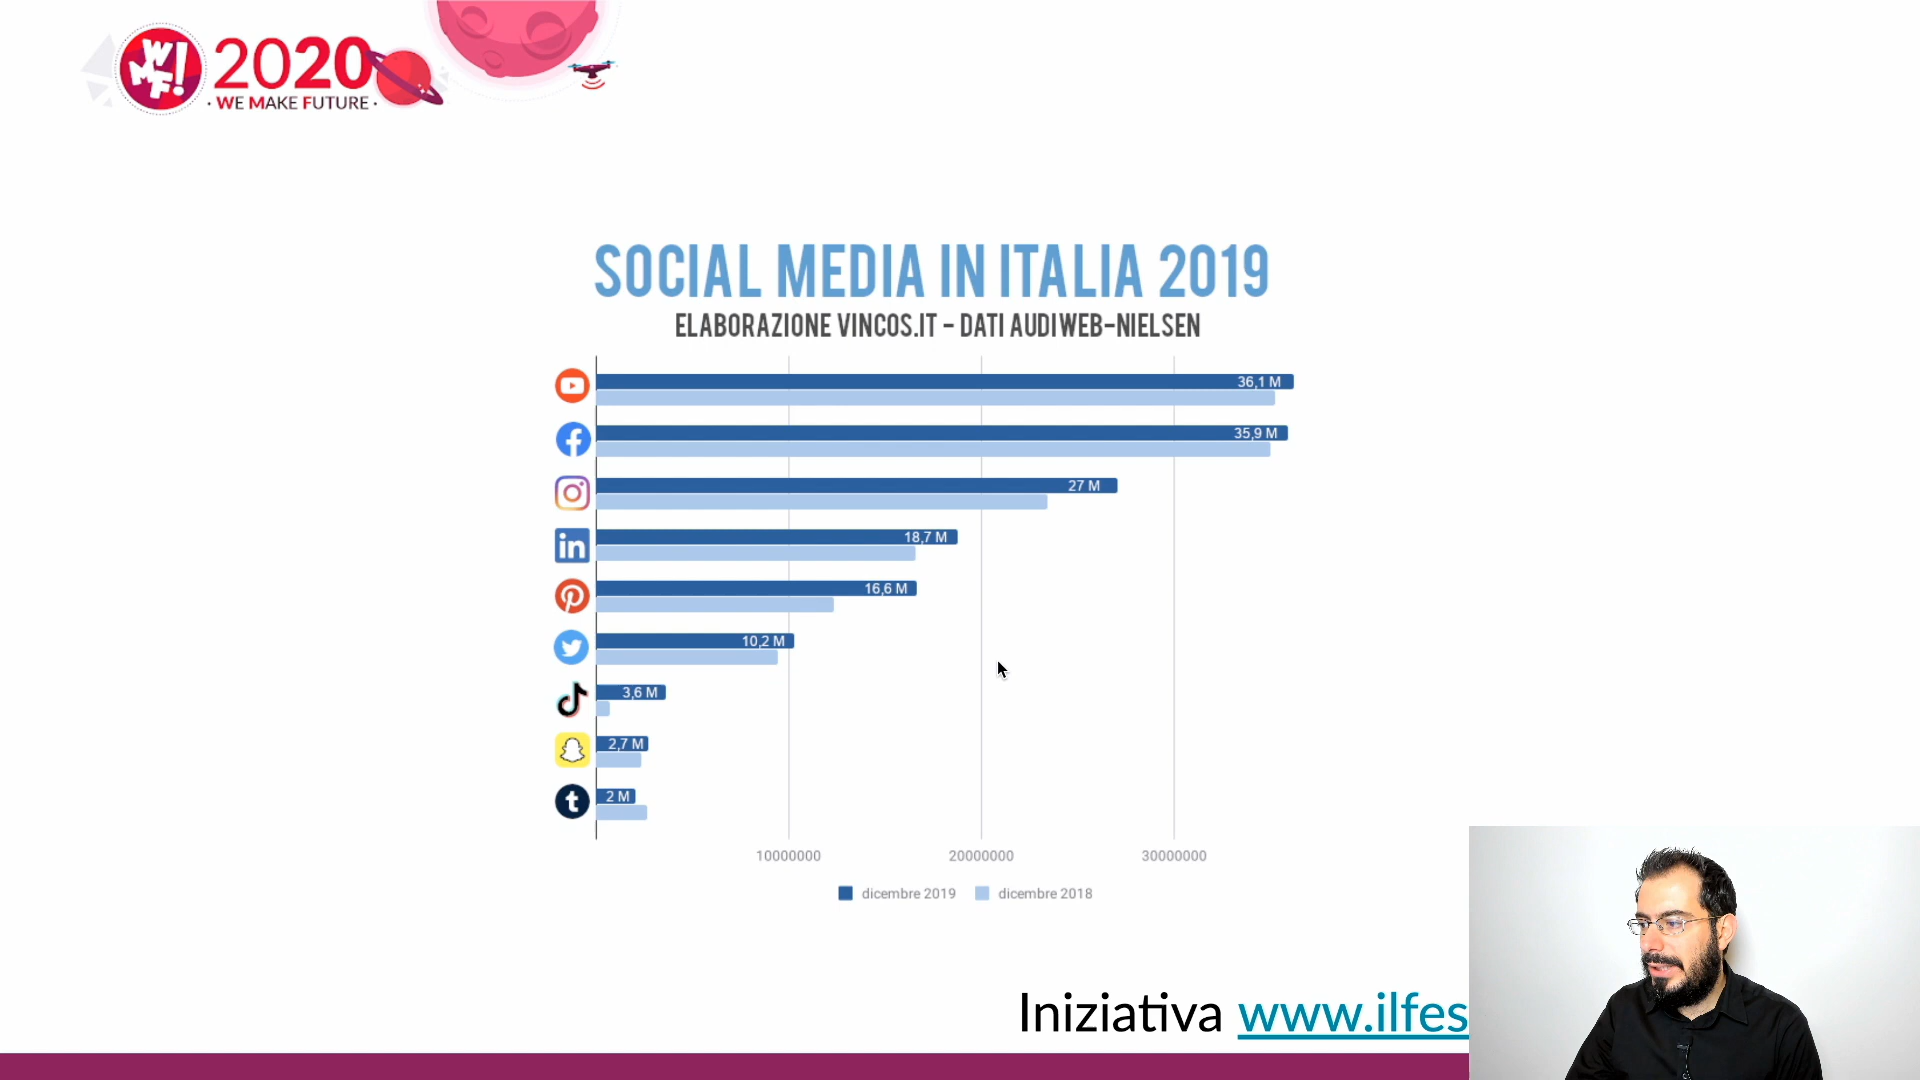 WMF!
2020
· WE MAKE FUTURE ·
SOCIAL MEDIA IN ITALIA 2019
ELABORAZIONE VINCOS.IT - DATI AUDIWEB-NIELSEN
36,1 M
35,9 M
27 M
in
18,7 M
16,6 M
10,2 M
3,6 M
2,7 M
t
2 M
10000000 20000000 30000000
dicembre 2019 dicembre 2018
Iniziativa www.ilfes